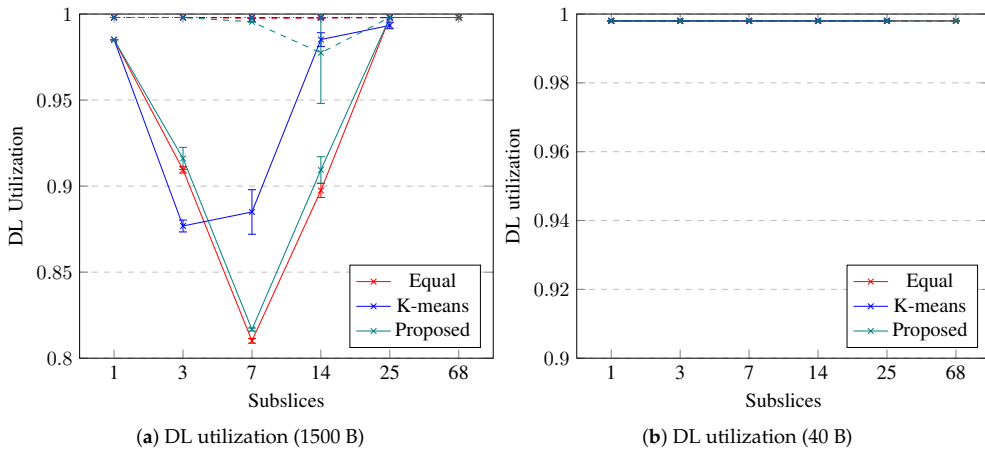 1
0.95
0.9
0.85
0.8
DL Utilization
1
3
7
14
25
68
Subslices
Equal
K-means
Proposed
(a) DL utilization (1500 B)
1
0.98
0.96
0.94
0.92
0.9
DL utilization
1
3
7
14
25
68
Subslices
Equal
K-means
Proposed
(b) DL utilization (40 B)